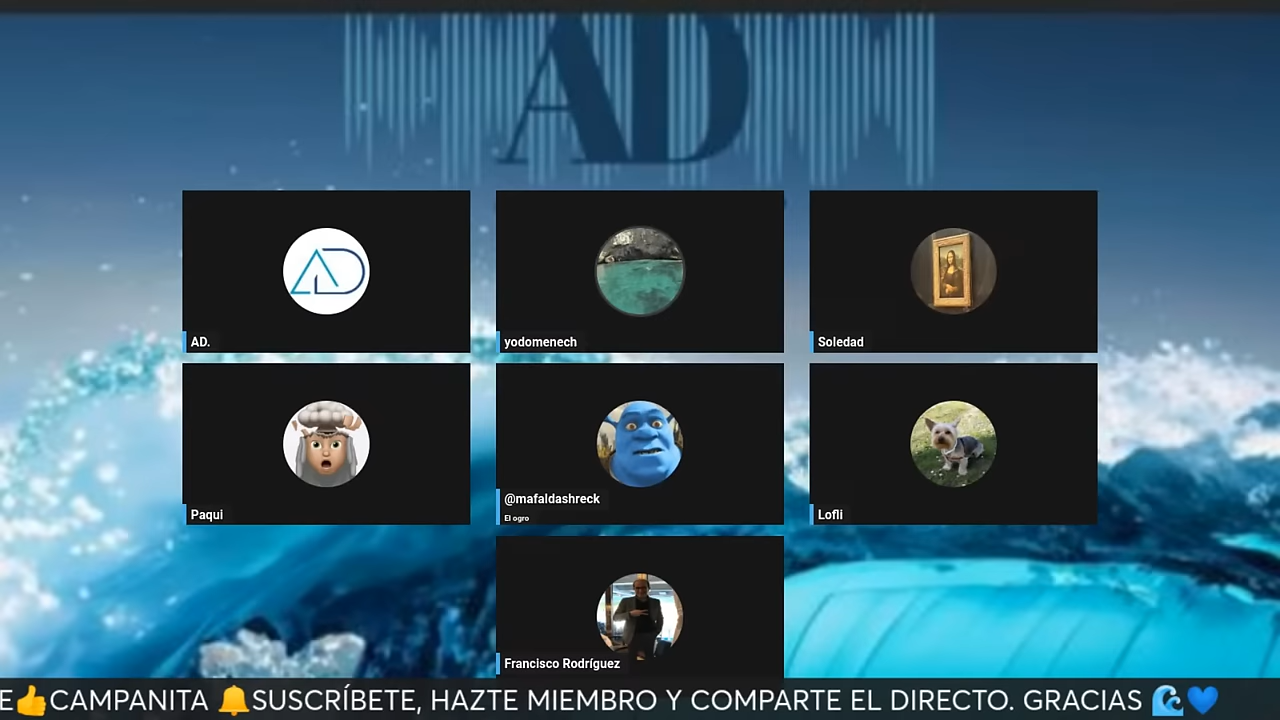 AD
AD
AD.
yodomenech
Soledad
Paqui
@mafaldashreck
El ogro
Lofli
Francisco Rodríguez
E👍CAMPANITA 🔔SUSCRÍBETE, HAZTE MIEMBRO Y COMPARTE EL DIRECTO. GRACIAS 🌊💙